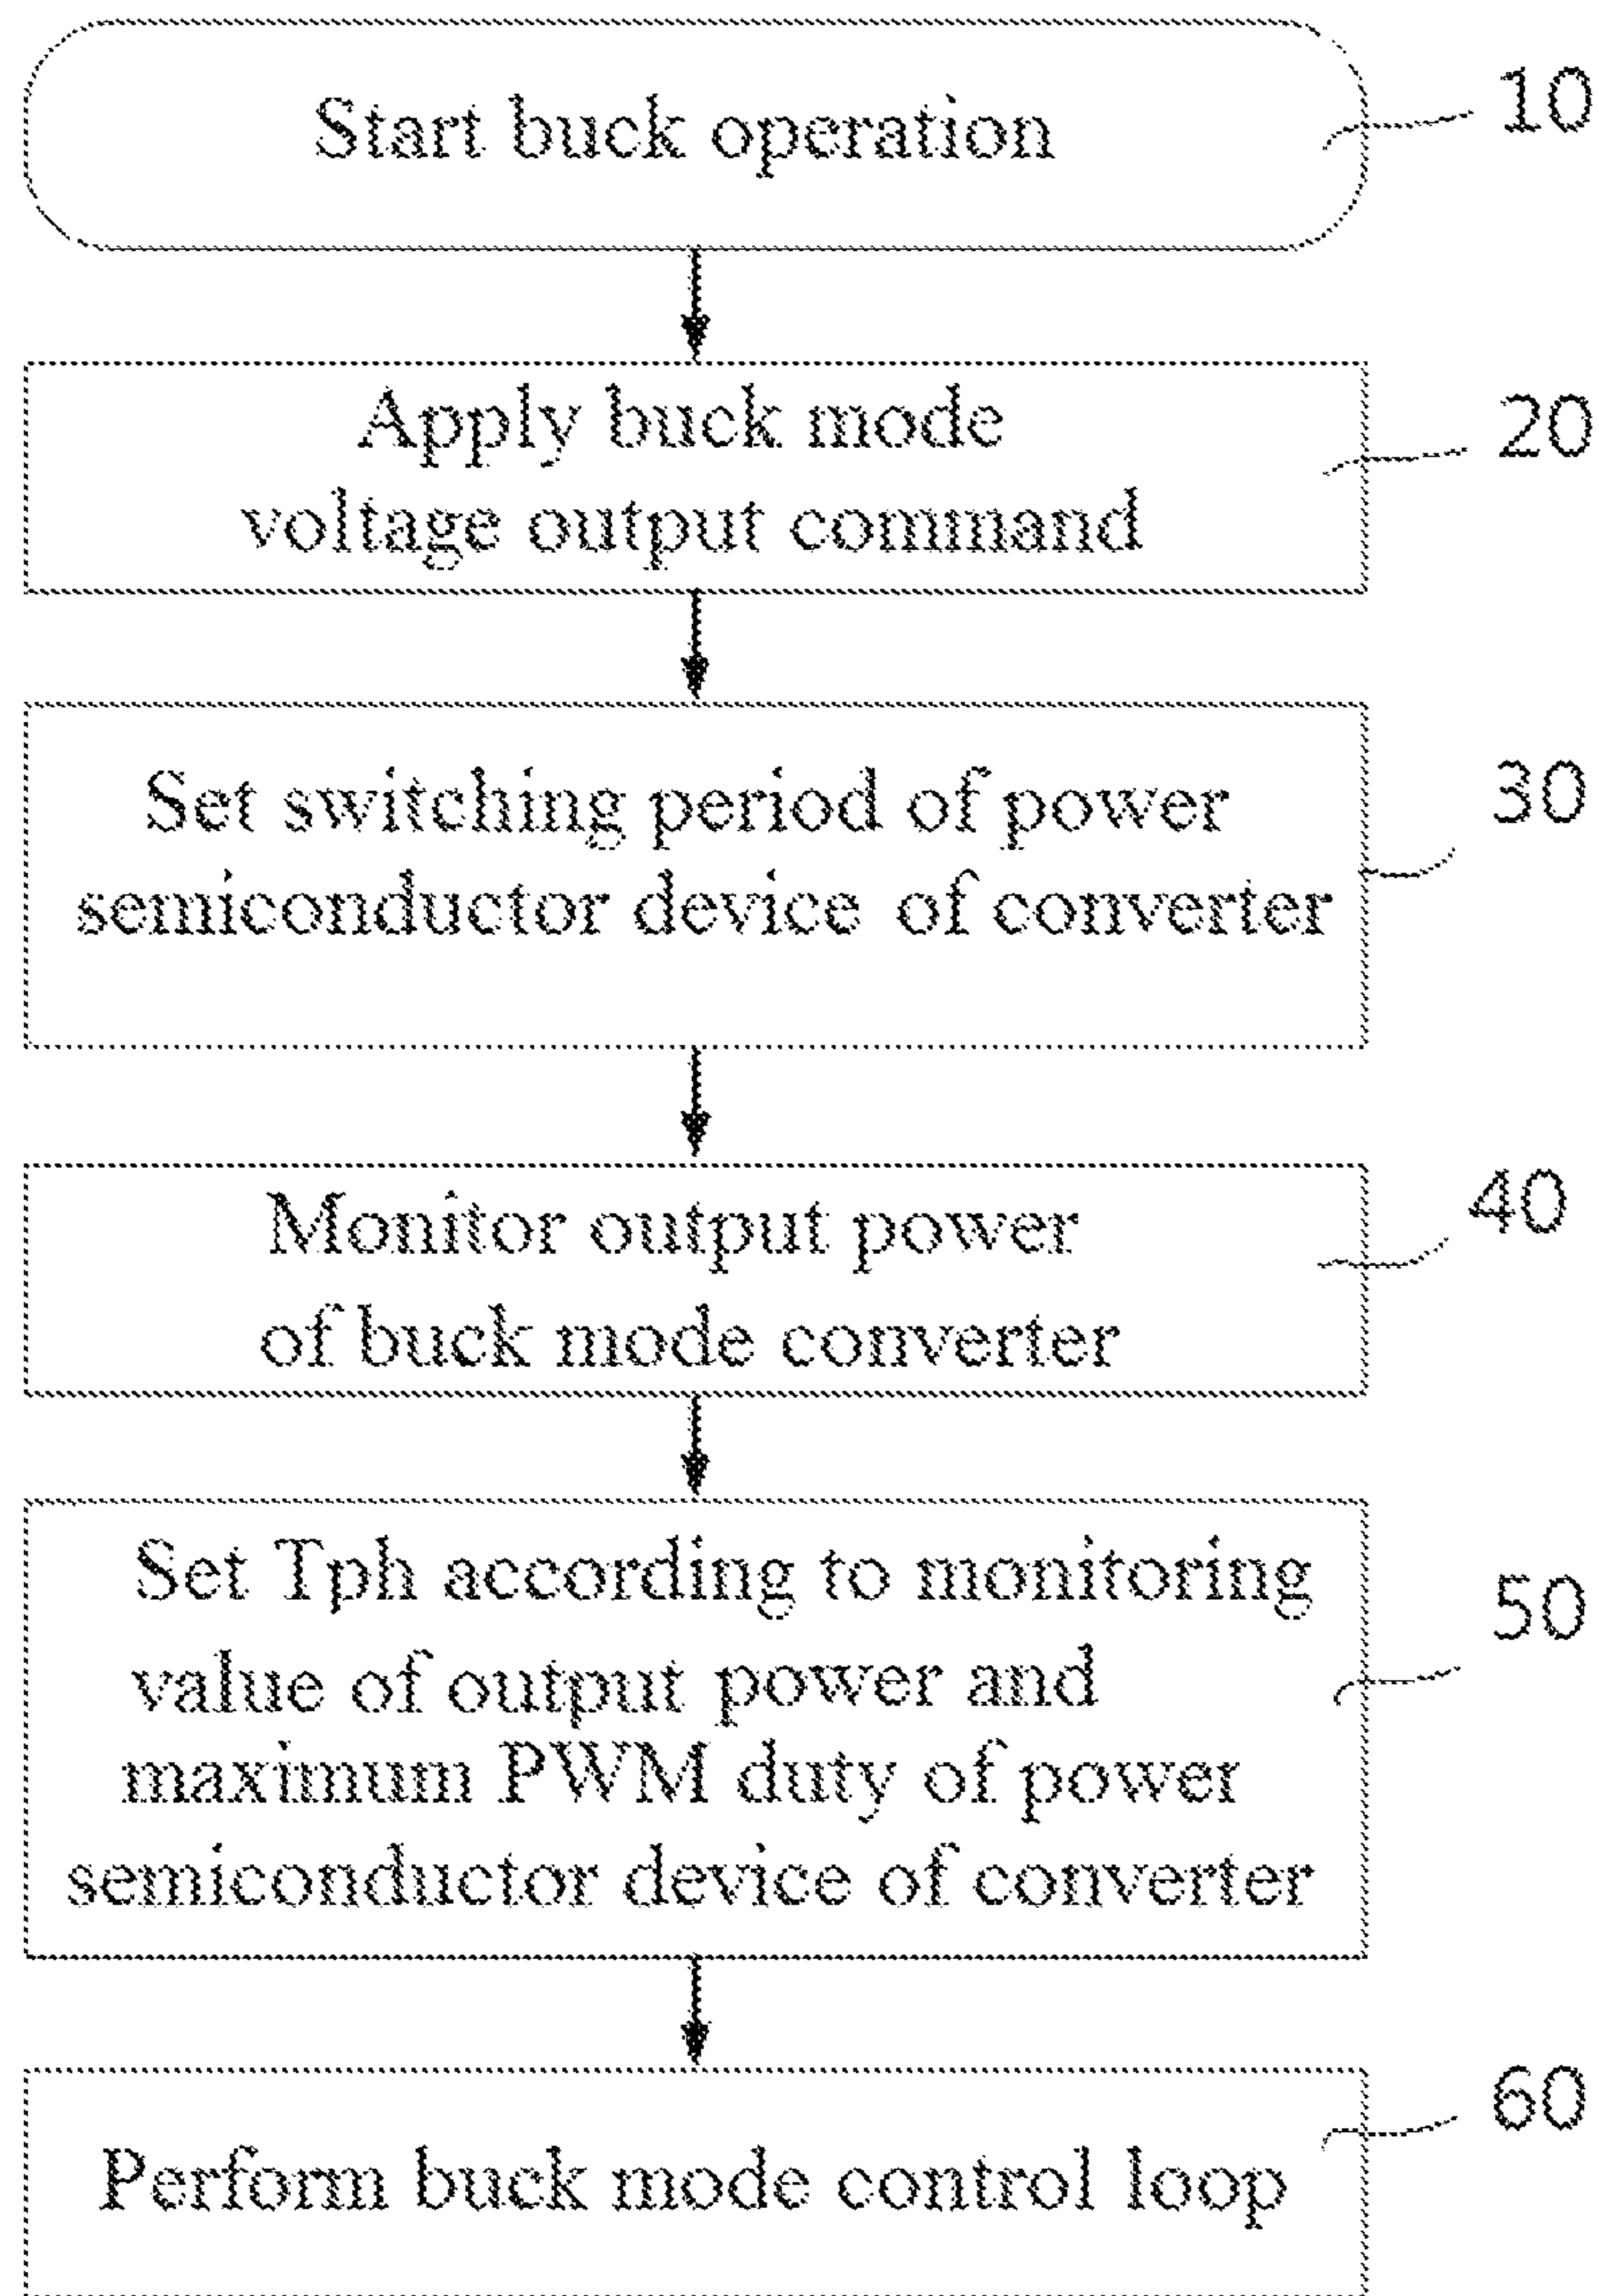 Start buck operation
10
Apply buck mode
voltage output command
20
Set switching period of power
semiconductor device of converter
30
Monitor output power
of buck mode converter
40
Set Tph according to monitoring
value of output power and
maximum PWM duty of power
semiconductor device of converter
50
Perform buck mode control loop
60